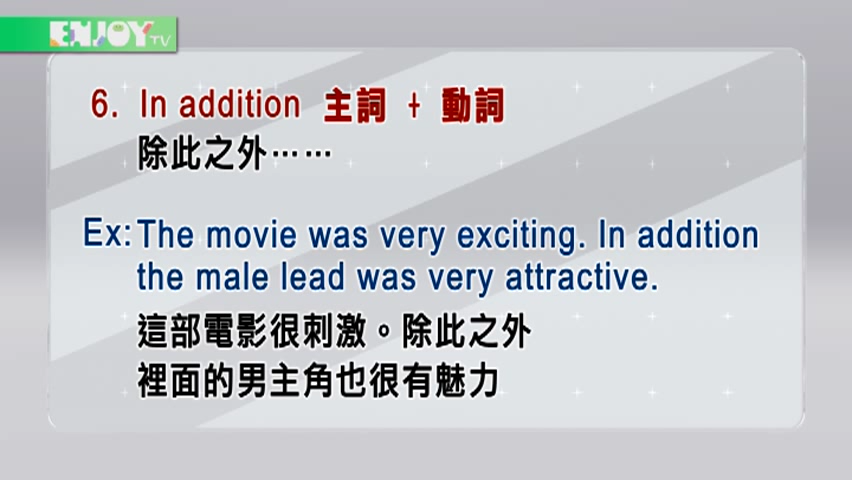 ENJOY TV
6. In addition 主詞 + 動詞
除此之外⋯⋯
Ex: The movie was very exciting. In addition
the male lead was very attractive.
這部電影很刺激。除此之外
裡面的男主角也很有魅力